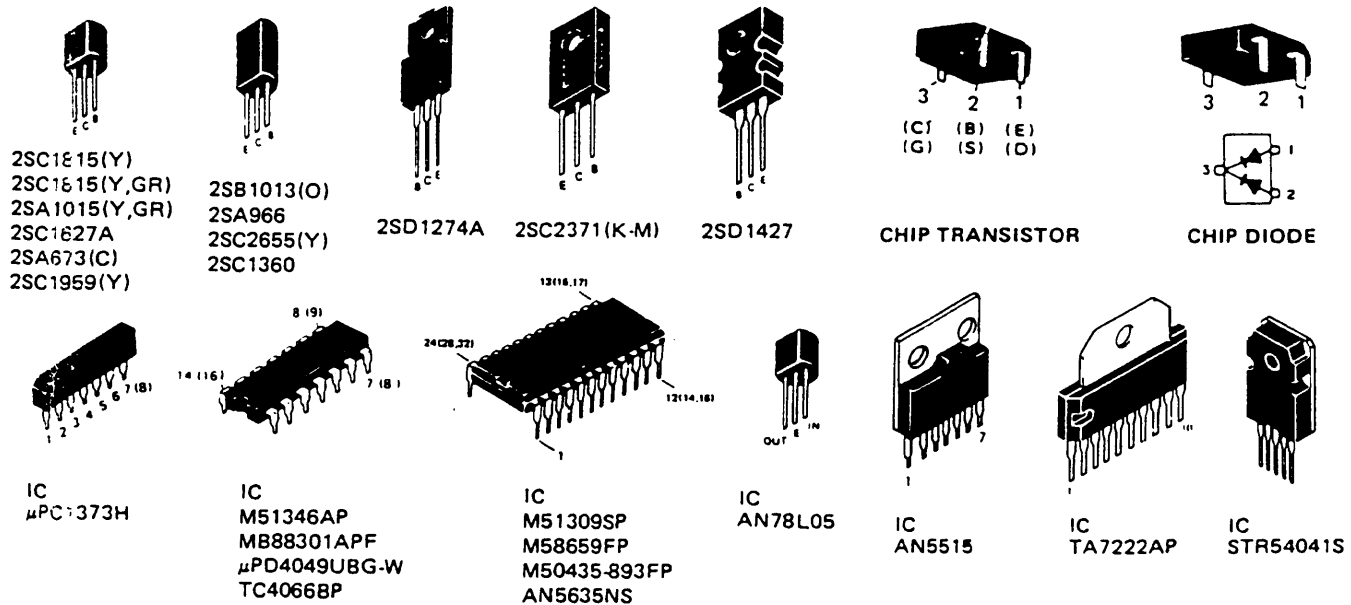 E C B
2SC1815(Y)
2SC1815(Y,GR)
2SA1015(Y,GR)
2SC1627A
2SA673(C)
2SC1959(Y)
E C B
2SB1013(O)
2SA966
2SC2655(Y)
2SC1360
B C E
2SD1274A
E C B
2SC2371(K-M)
B C E
2SD1427
3 2 1
(C) (B) (E)
(G) (S) (D)
CHIP TRANSISTOR
3 2 1
1
3
2
CHIP DIODE
1 2 3 4 5 6 7 (8)
IC
µPC1373H
8 (9)
14 (16)
7 (8)
IC
M51346AP
MB88301APF
µPD4049UBG-W
TC4066BP
13(16,17)
24(28,32)
12(14,16)
1
IC
M51309SP
M58659FP
M50435-893FP
AN5635NS
OUT E IN
IC
AN78L05
7
1
IC
AN5515
10
1
IC
TA7222AP
IC
STR54041S